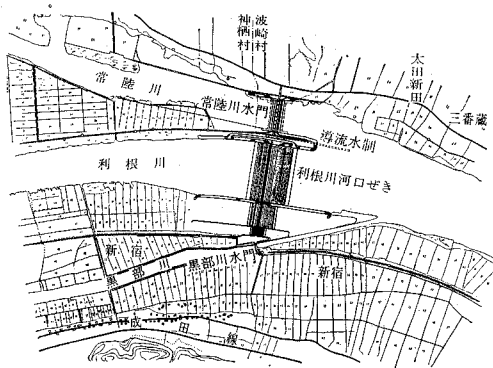 波崎村
神栖村
太田新田
三番蔵
常陸川
常陸川水門
導流水制
利根川
利根川河口ぜき
新宿
黒部川
黒部川水門
新宿
成田線